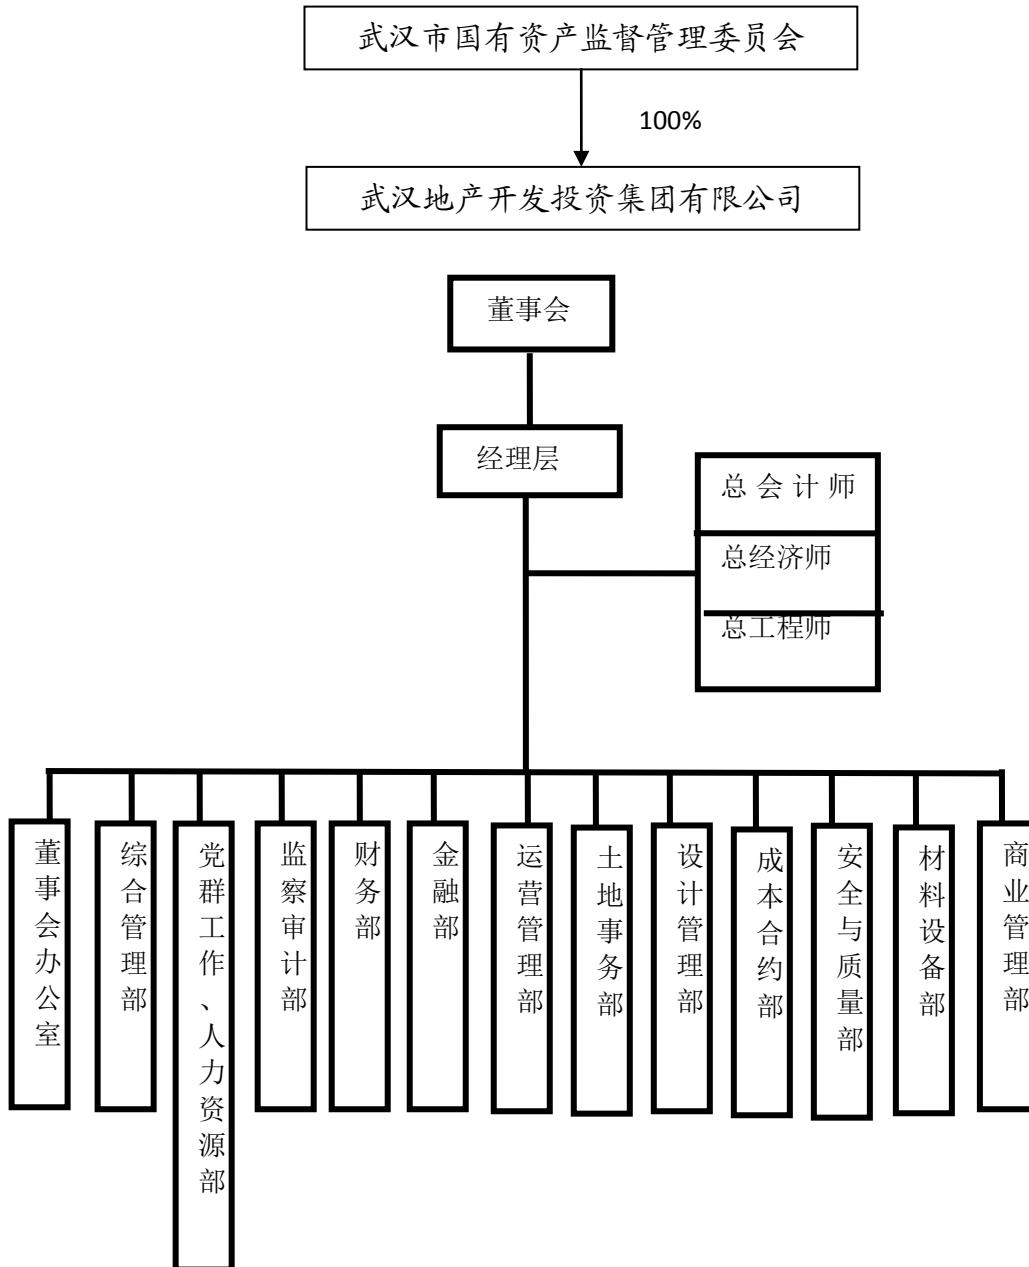 武汉市国有资产监督管理委员会
100%
武汉地产开发投资集团有限公司
董事会
经理层
总会计师
总经济师
总工程师
董事会办公室
综合管理部
党群工作、人力资源部
监察审计部
财务部
金融部
运营管理部
土地事务部
设计管理部
成本合约部
安全与质量部
材料设备部
商业管理部